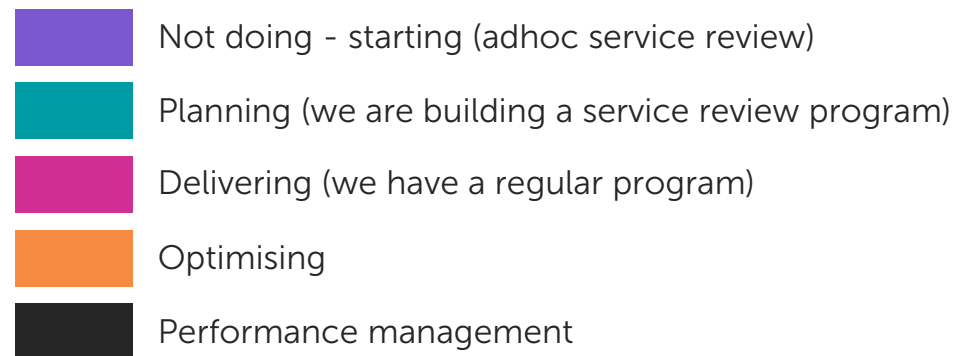 Not doing - starting (adhoc service review)
Planning (we are building a service review program)
Delivering (we have a regular program)
Optimising
Performance management